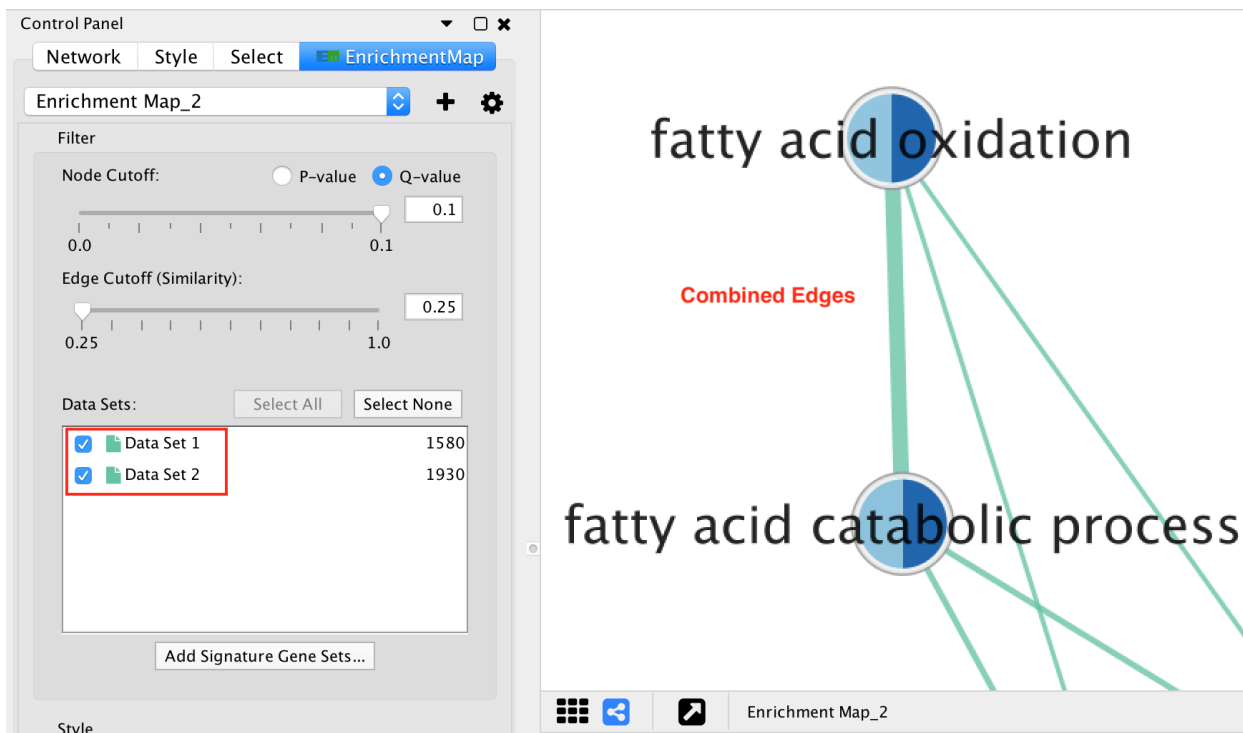 Control Panel
Network Style Select EnrichmentMap
Enrichment Map_2
Filter
Node Cutoff: P-value Q-value
0.1
0.0 0.1
Edge Cutoff (Similarity):
0.25
0.25 1.0
Data Sets: Select All Select None
Data Set 1 1580
Data Set 2 1930
Add Signature Gene Sets...
Style
fatty acid oxidation
Combined Edges
fatty acid catabolic process
Enrichment Map_2